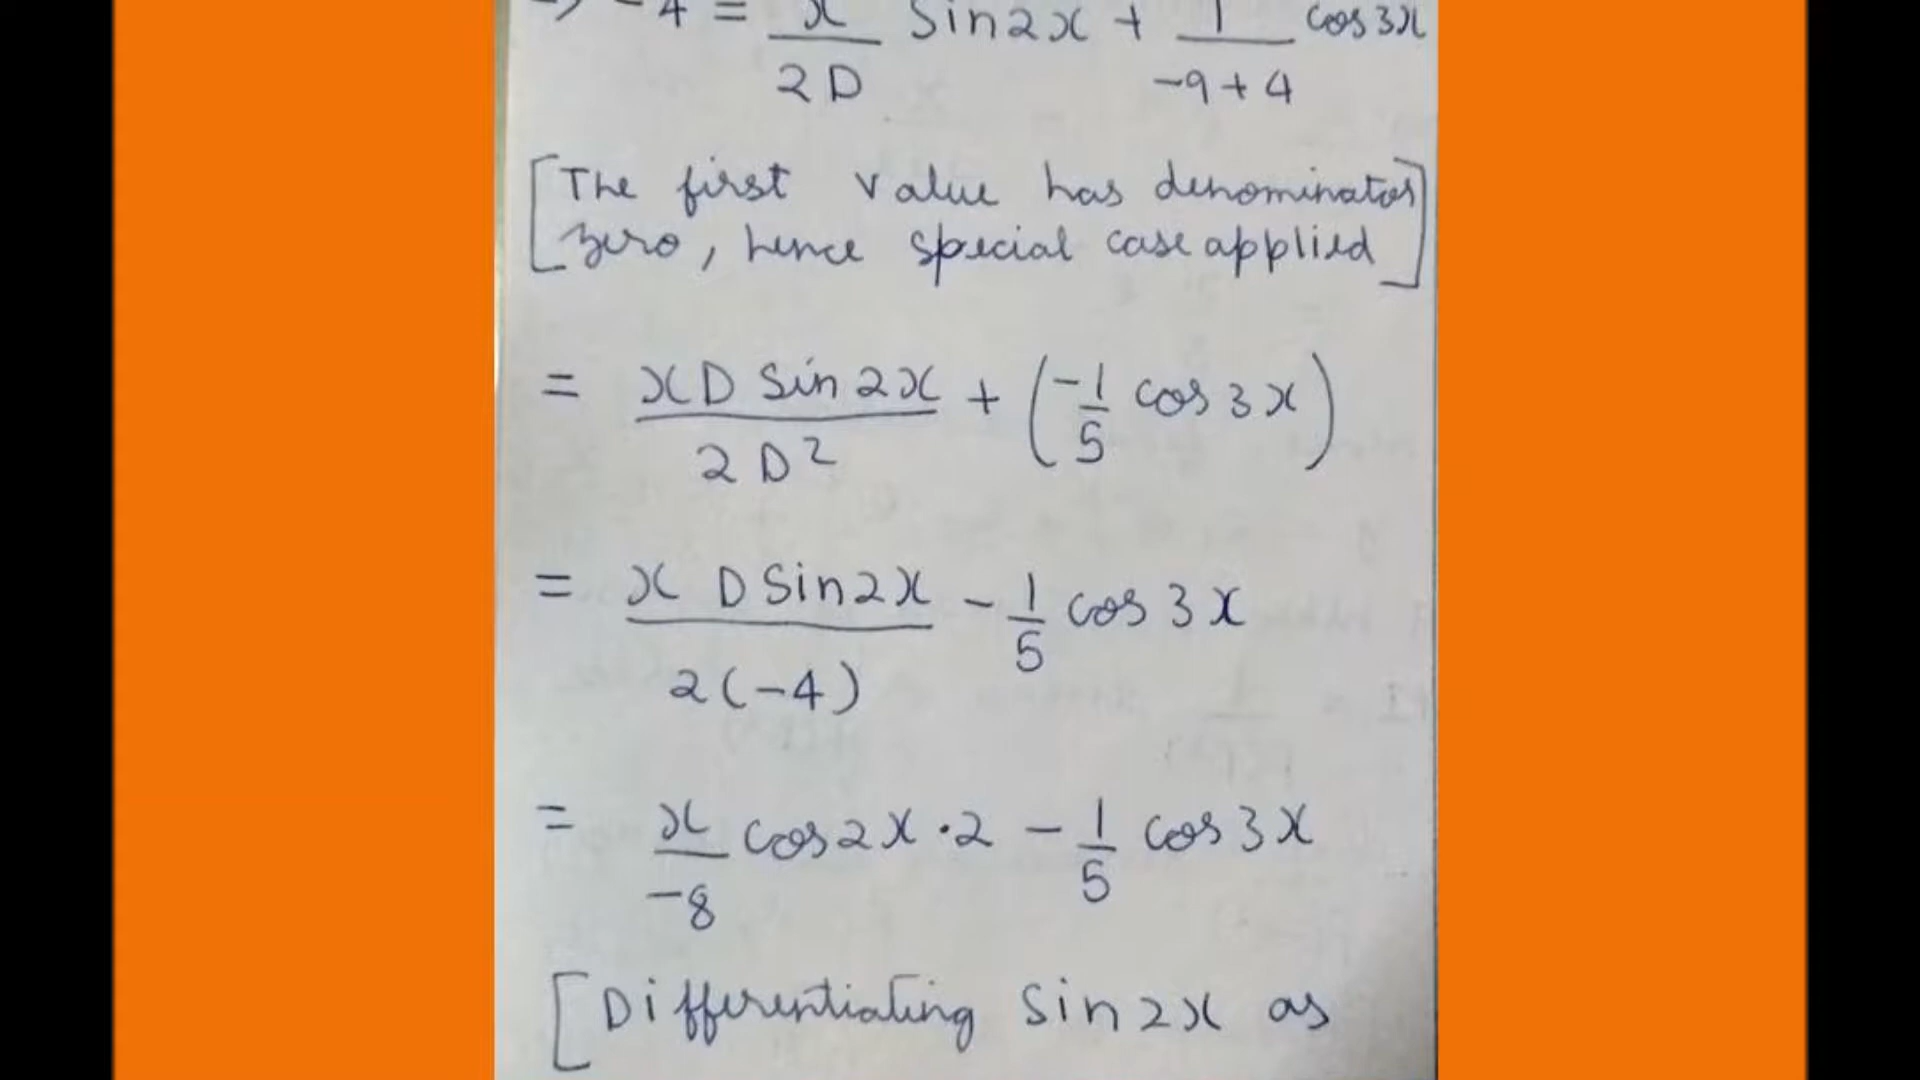 -4 = x/2D Sin2x + 1/-9+4 cos3x
[The first value has denominator
zero, hence special case applied]
= xD Sin2x/2D² + (-1/5 cos3x)
= x D Sin2x/2(-4) - 1/5 cos3x
= x/-8 cos2x·2 - 1/5 cos3x
[Differentiating Sin2x as